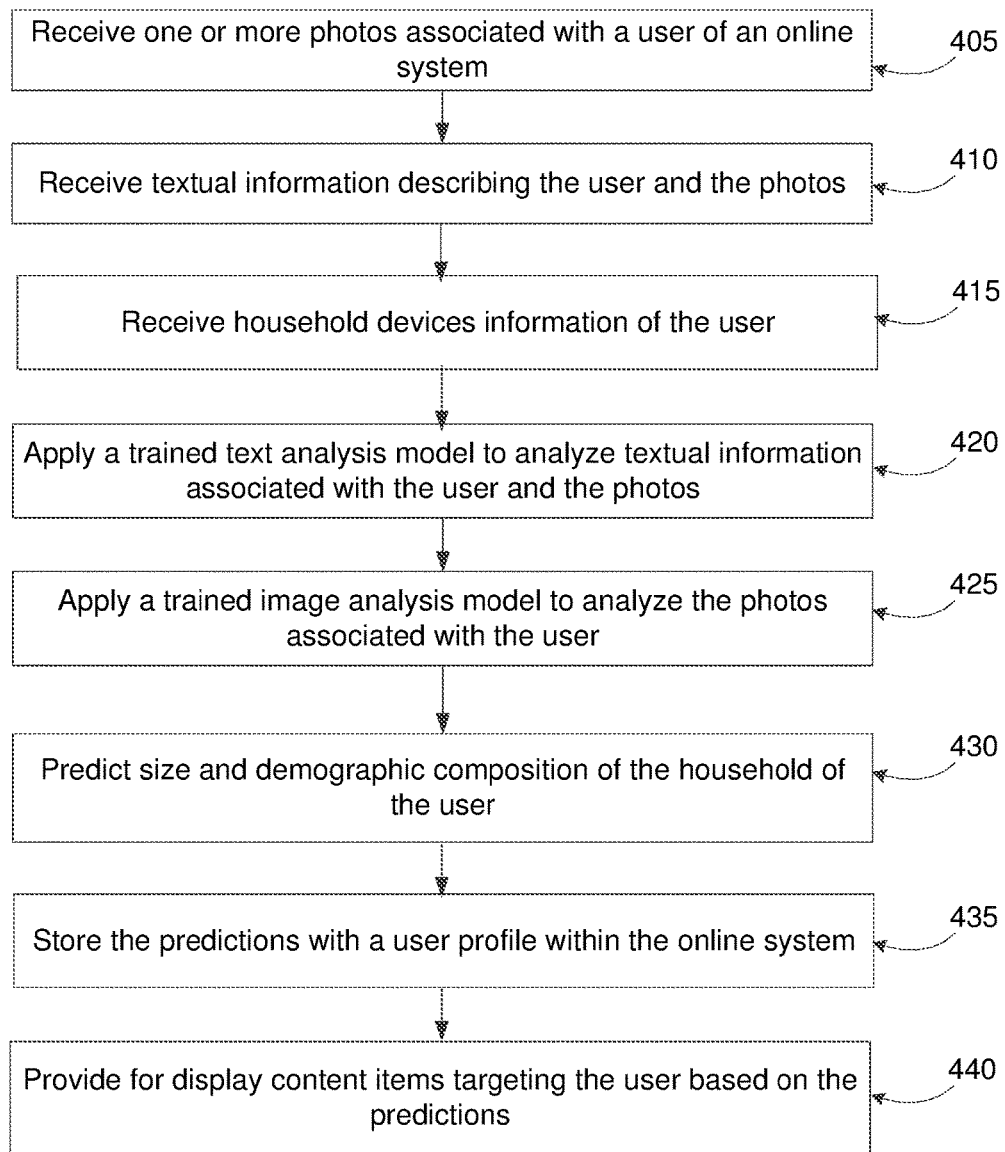 Receive one or more photos associated with a user of an online
system
405
Receive textual information describing the user and the photos
410
Receive household devices information of the user
415
Apply a trained text analysis model to analyze textual information
associated with the user and the photos
420
Apply a trained image analysis model to analyze the photos
associated with the user
425
Predict size and demographic composition of the household of
the user
430
Store the predictions with a user profile within the online system
435
Provide for display content items targeting the user based on the
predictions
440